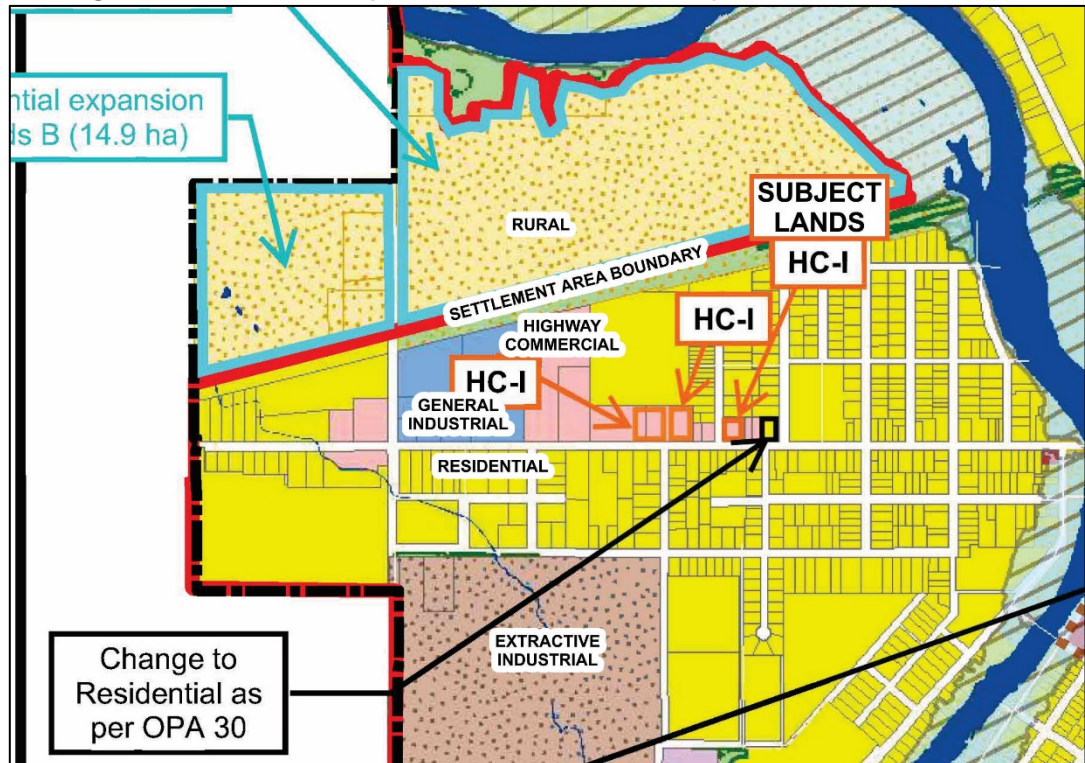 ntial expansion
ds B (14.9 ha)
SUBJECT
LANDS
RURAL
HC-I
SETTLEMENT AREA BOUNDARY
HC-I
HIGHWAY
COMMERCIAL
HC-I
GENERAL
INDUSTRIAL
RESIDENTIAL
EXTRACTIVE
INDUSTRIAL
Change to
Residential as
per OPA 30